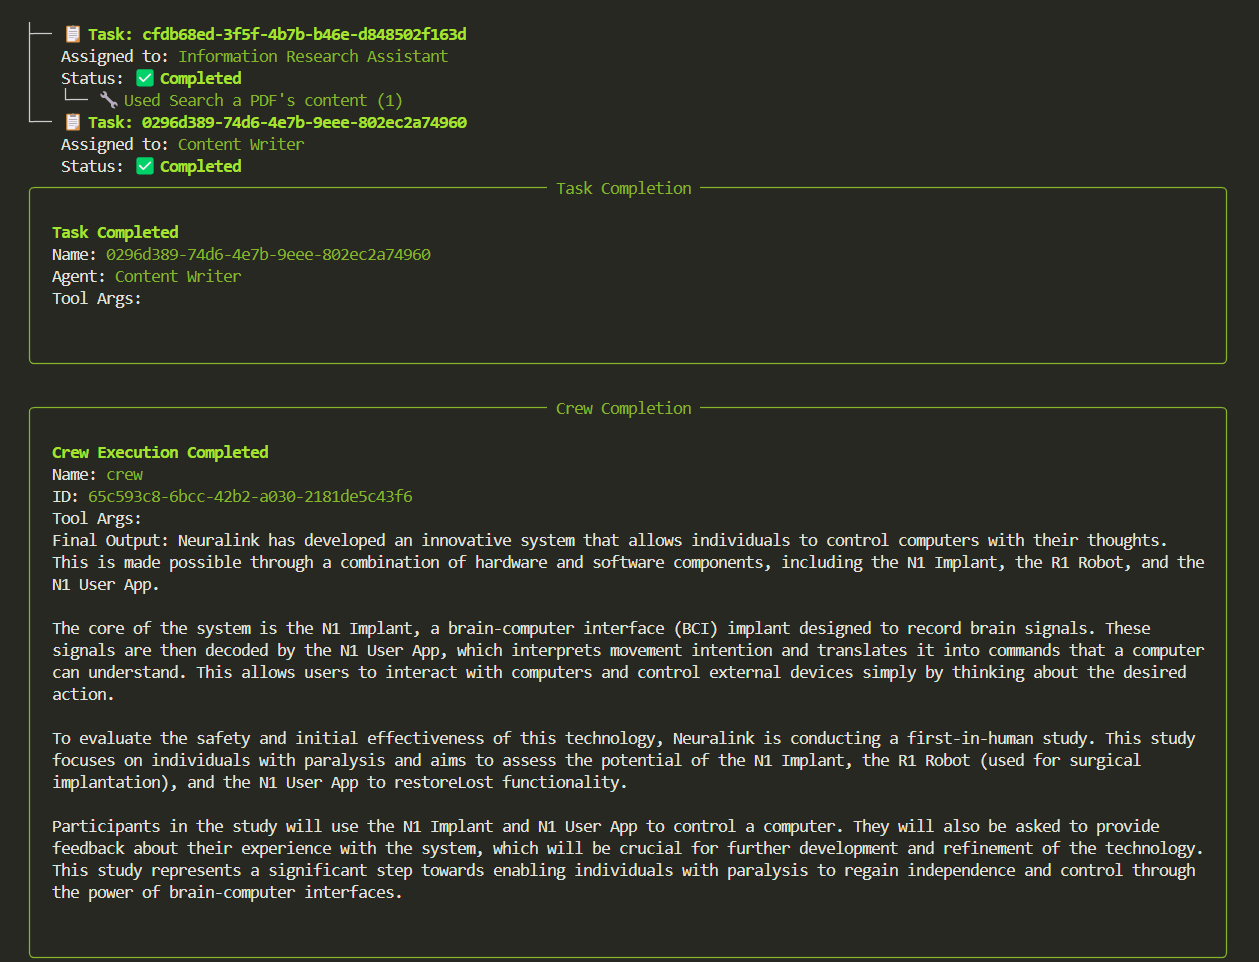 📋 Task: cfdb68ed-3f5f-4b7b-b46e-d848502f163d
Assigned to: Information Research Assistant
Status: ✅ Completed
🔧 Used Search a PDF's content (1)
📋 Task: 0296d389-74d6-4e7b-9eee-802ec2a74960
Assigned to: Content Writer
Status: ✅ Completed
Task Completion
Task Completed
Name: 0296d389-74d6-4e7b-9eee-802ec2a74960
Agent: Content Writer
Tool Args:
Crew Completion
Crew Execution Completed
Name: crew
ID: 65c593c8-6bcc-42b2-a030-2181de5c43f6
Tool Args:
Final Output: Neuralink has developed an innovative system that allows individuals to control computers with their thoughts.
This is made possible through a combination of hardware and software components, including the N1 Implant, the R1 Robot, and the
N1 User App.
The core of the system is the N1 Implant, a brain-computer interface (BCI) implant designed to record brain signals. These
signals are then decoded by the N1 User App, which interprets movement intention and translates it into commands that a computer
can understand. This allows users to interact with computers and control external devices simply by thinking about the desired
action.
To evaluate the safety and initial effectiveness of this technology, Neuralink is conducting a first-in-human study. This study
focuses on individuals with paralysis and aims to assess the potential of the N1 Implant, the R1 Robot (used for surgical
implantation), and the N1 User App to restoreLost functionality.
Participants in the study will use the N1 Implant and N1 User App to control a computer. They will also be asked to provide
feedback about their experience with the system, which will be crucial for further development and refinement of the technology.
This study represents a significant step towards enabling individuals with paralysis to regain independence and control through
the power of brain-computer interfaces.